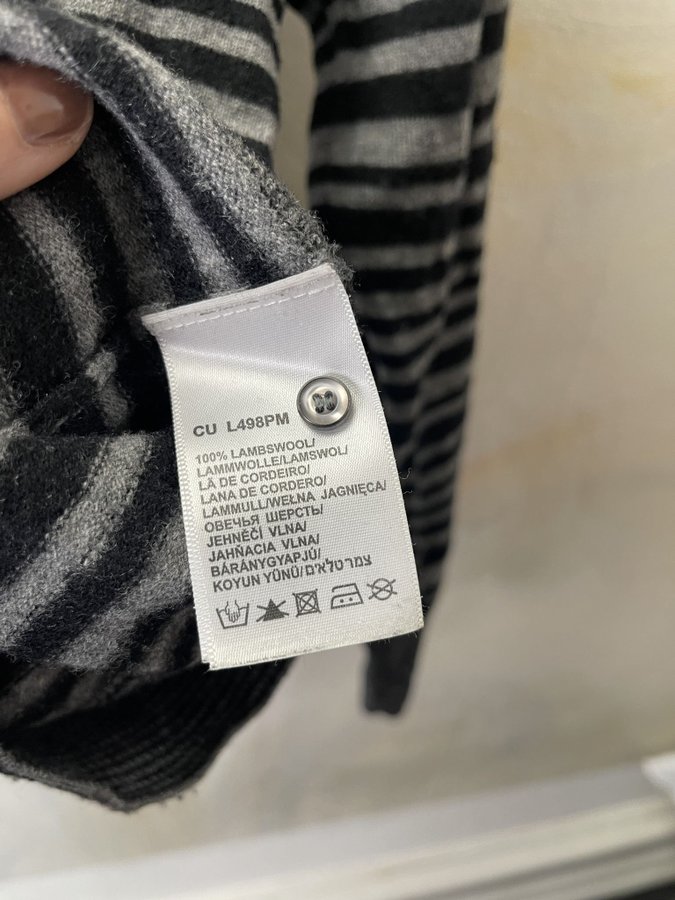 CU L498PM
100% LAMBSWOOL/
LAMMWOLLE/LAMSWOL/
LÃ DE CORDEIRO/
LANA DE CORDERO/
LAMMULL/WEŁNA JAGNIĘCA/
ОВЕЧЬЯ ШЕРСТЬ/
JEHNĚČÍ VLNA/
JAHŇACIA VLNA/
BÁRÁNYGYAPJÚ/
KOYUN YÜNÜ/צמר טלאים